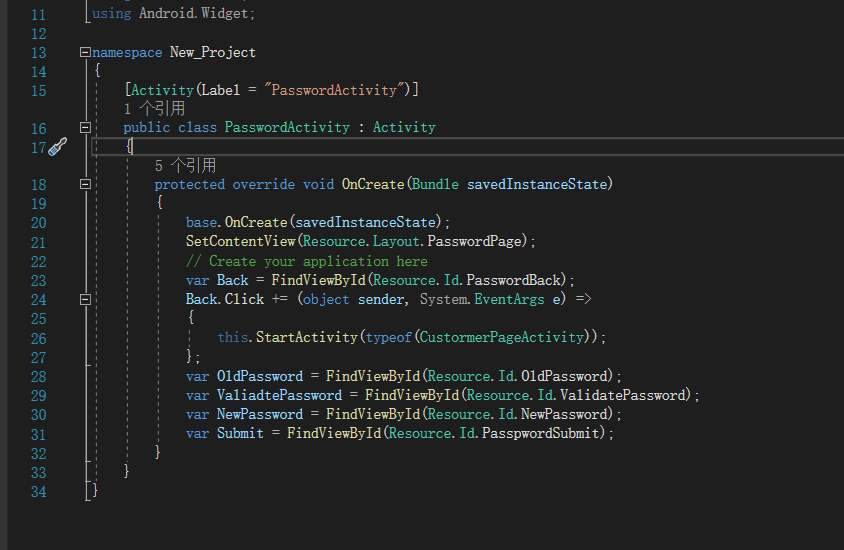 11 using Android.Widget;
12
13 namespace New_Project
14 {
15 [Activity(Label = "PasswordActivity")]
1 个引用
16 public class PasswordActivity : Activity
17 {
5 个引用
18 protected override void OnCreate(Bundle savedInstanceState)
19 {
20 base.OnCreate(savedInstanceState);
21 SetContentView(Resource.Layout.PasswordPage);
22 // Create your application here
23 var Back = FindViewById(Resource.Id.PasswordBack);
24 Back.Click += (object sender, System.EventArgs e) =>
25 {
26 this.StartActivity(typeof(CustormerPageActivity));
27 };
28 var OldPassword = FindViewById(Resource.Id.OldPassword);
29 var ValiadtePassword = FindViewById(Resource.Id.ValidatePassword);
30 var NewPassword = FindViewById(Resource.Id.NewPassword);
31 var Submit = FindViewById(Resource.Id.PasspwordSubmit);
32 }
33 }
34 }